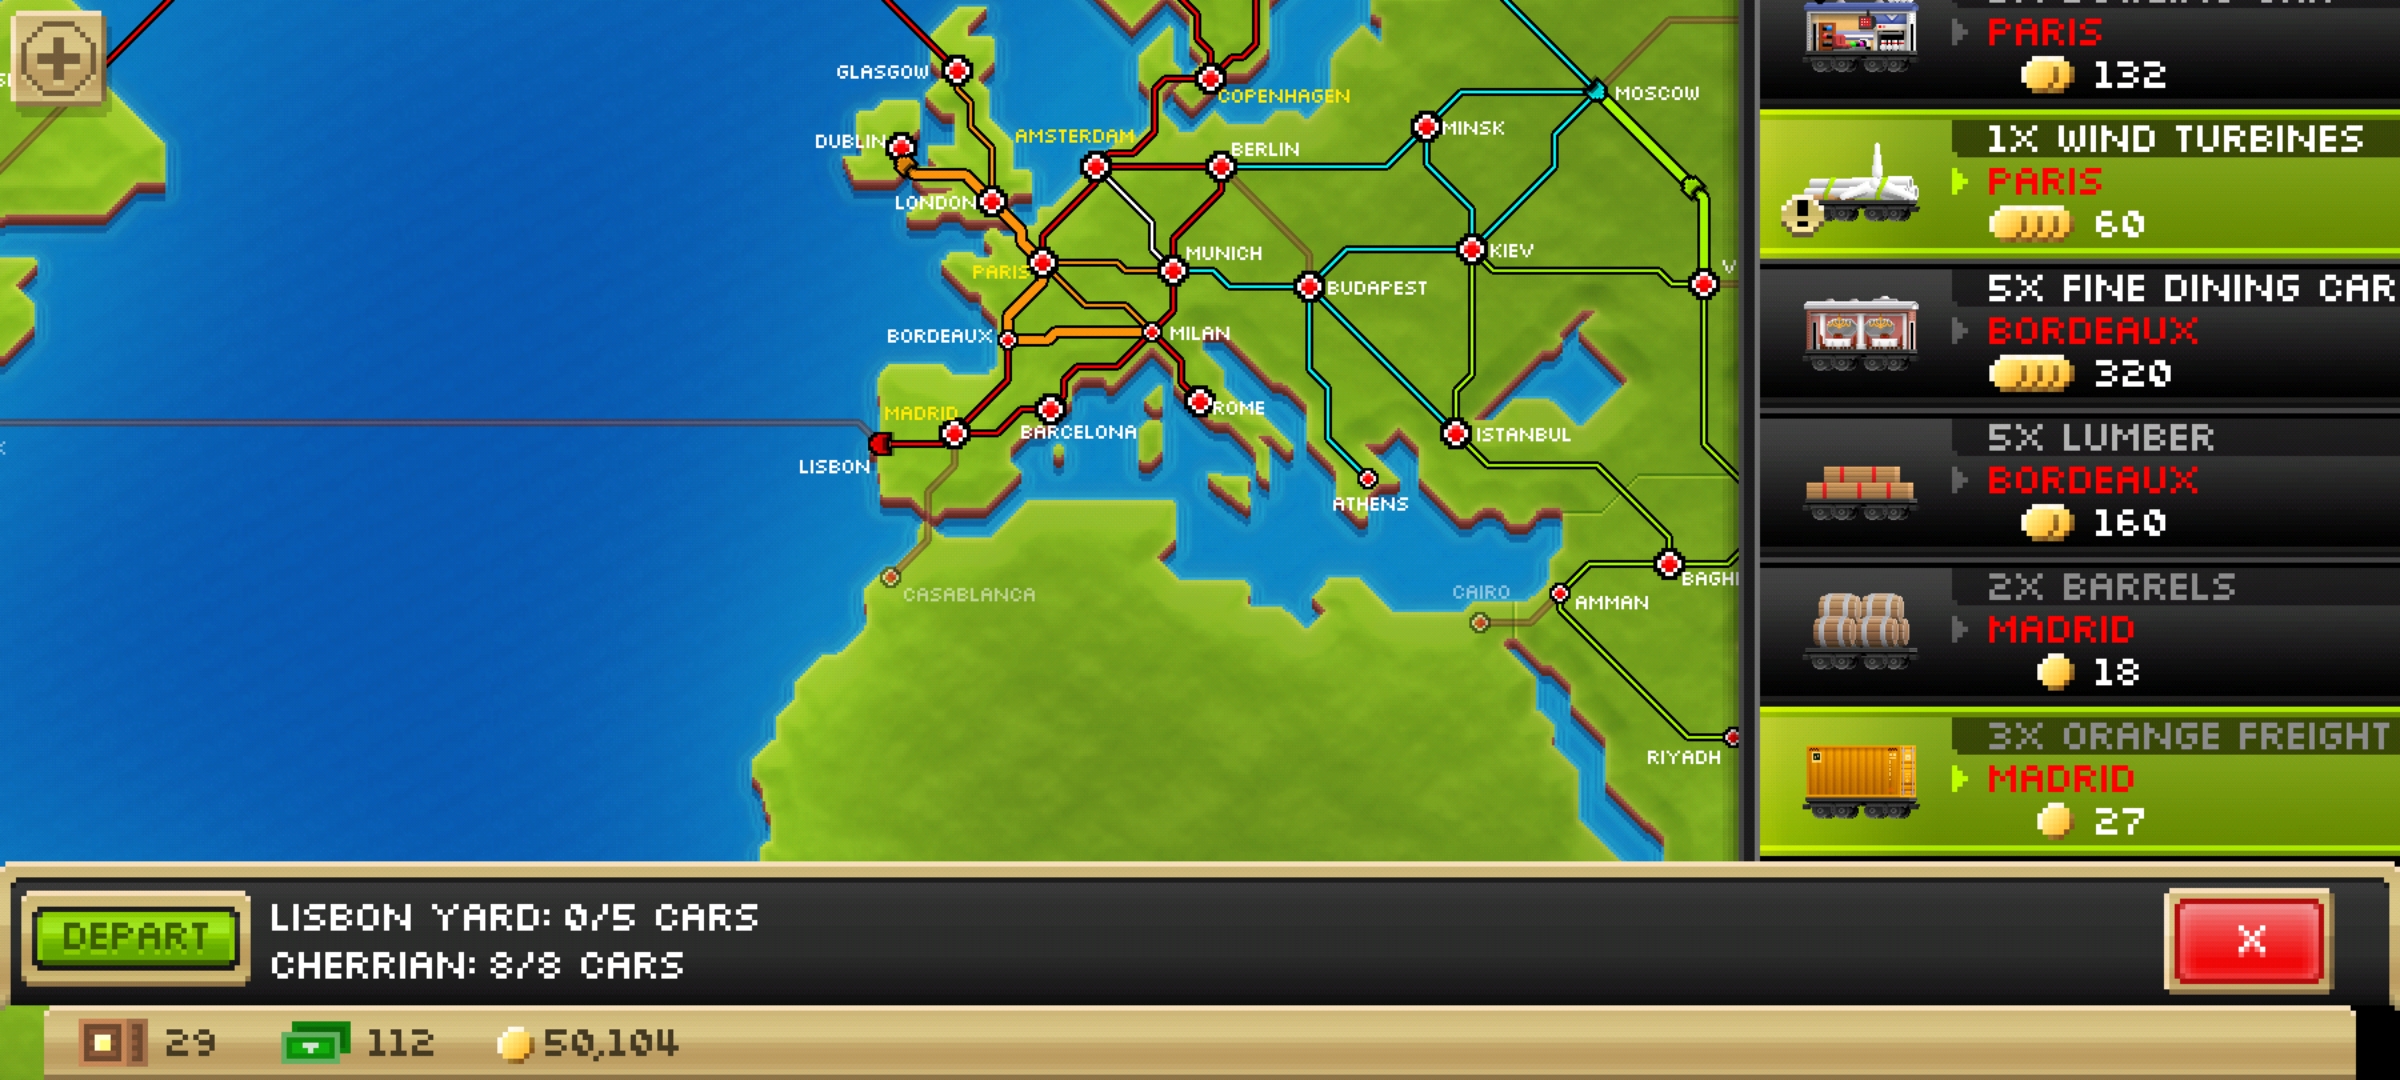 PARIS
132
1X WIND TURBINES
PARIS
60
5X FINE DINING CAR
BORDEAUX
320
5X LUMBER
BORDEAUX
160
2X BARRELS
MADRID
18
3X ORANGE FREIGHT
MADRID
27
GLASGOW
COPENHAGEN
MOSCOW
DUBLIN
AMSTERDAM
BERLIN
MINSK
LONDON
PARIS
MUNICH
KIEV
V
BUDAPEST
BORDEAUX
MILAN
MADRID
BARCELONA
ROME
ISTANBUL
LISBON
ATHENS
CASABLANCA
CAIRO
AMMAN
BAGH
RIYADH
DEPART
LISBON YARD: 0/5 CARS
CHERRIAN: 8/8 CARS
X
29
112
50,104